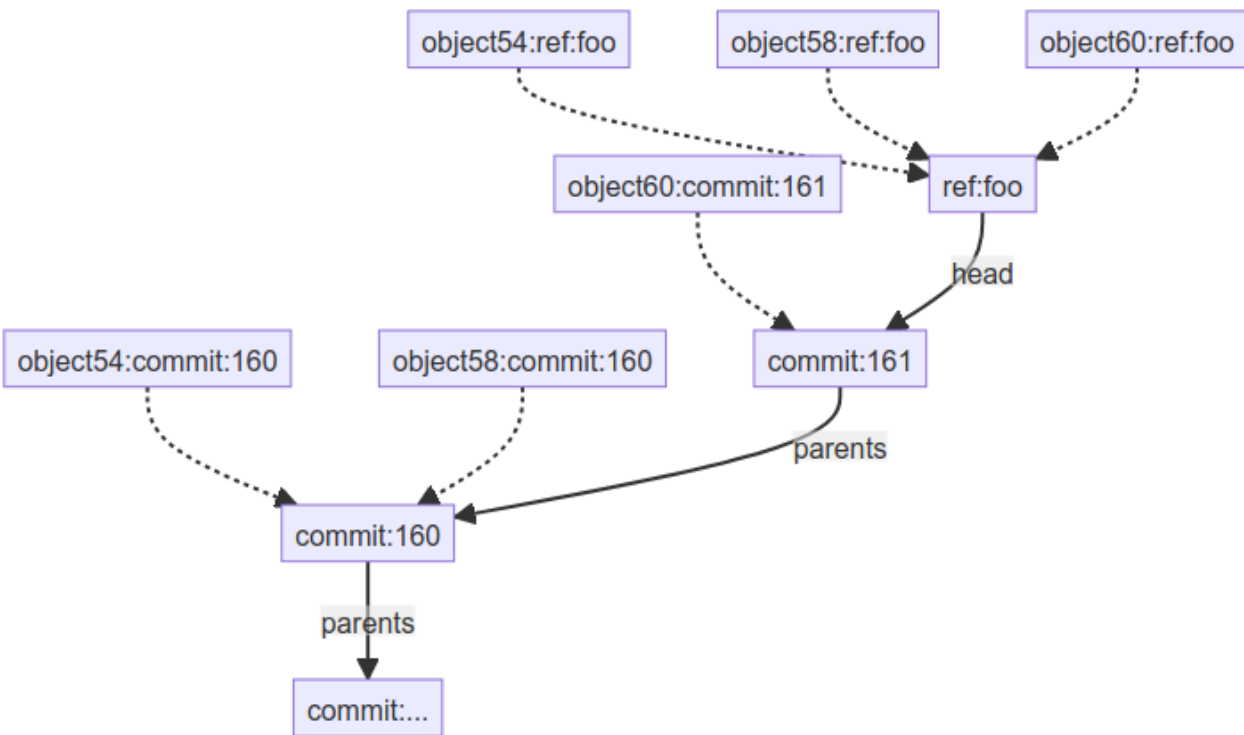 object54:ref:foo
object58:ref:foo
object60:ref:foo
object60:commit:161
ref:foo
head
object54:commit:160
object58:commit:160
commit:161
parents
commit:160
parents
commit:...